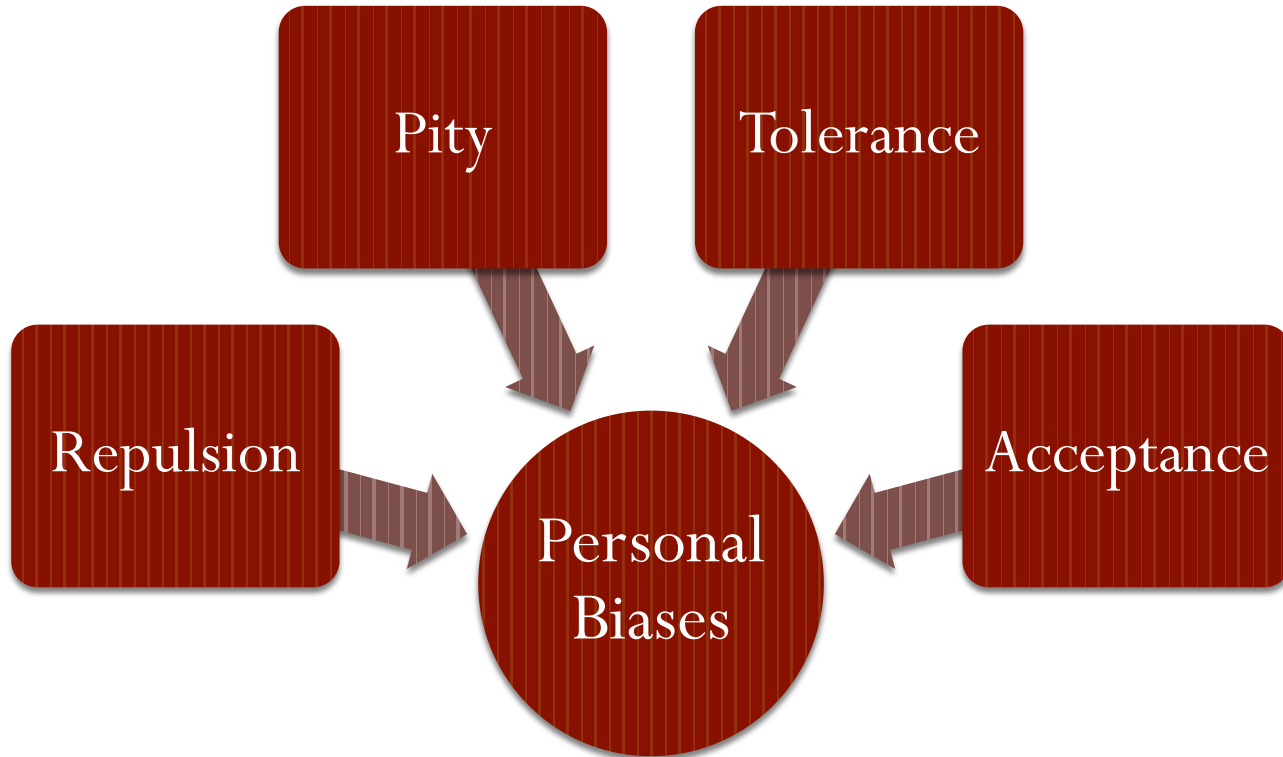 Pity
Tolerance
Repulsion
Acceptance
Personal
Biases